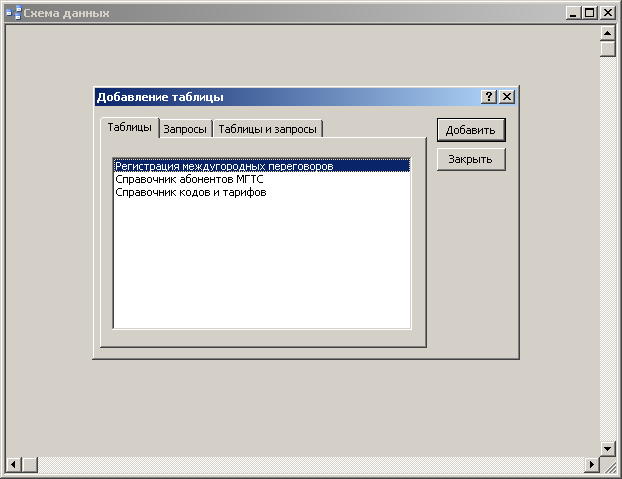 Схема данных
Добавление таблицы
Таблицы Запросы Таблицы и запросы
Добавить
Закрыть
Регистрация междугородных переговоров
Справочник абонентов МГТС
Справочник кодов и тарифов